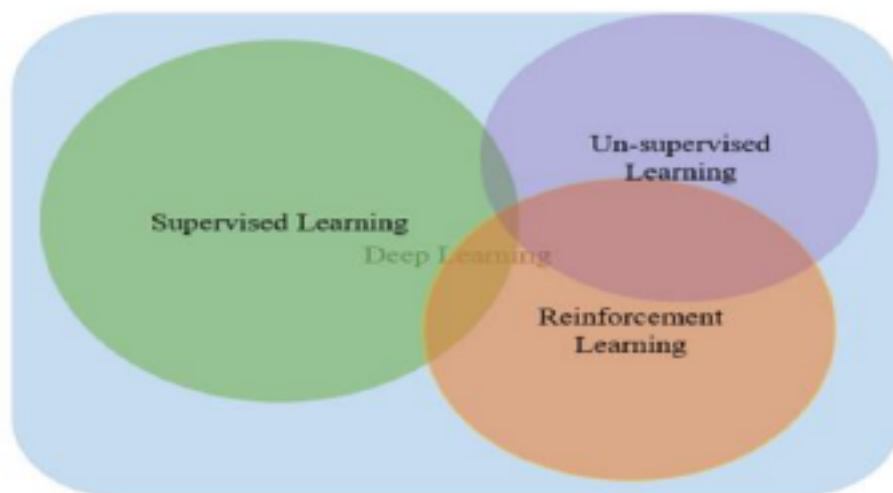 Un-supervised
Learning
Supervised Learning
Deep Learning
Reinforcement
Learning